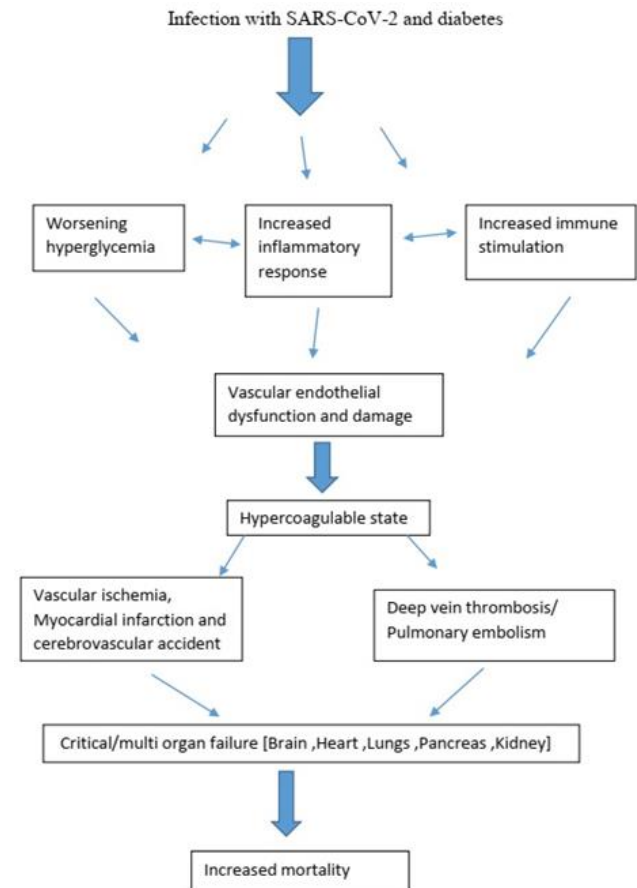 Infection with SARS-CoV-2 and diabetes
Worsening
hyperglycemia
Increased
inflammatory
response
Increased immune
stimulation
Vascular endothelial
dysfunction and damage
Hypercoagulable state
Vascular ischemia,
Myocardial infarction and
cerebrovascular accident
Deep vein thrombosis/
Pulmonary embolism
Critical/multi organ failure [Brain ,Heart ,Lungs ,Pancreas ,Kidney]
Increased mortality